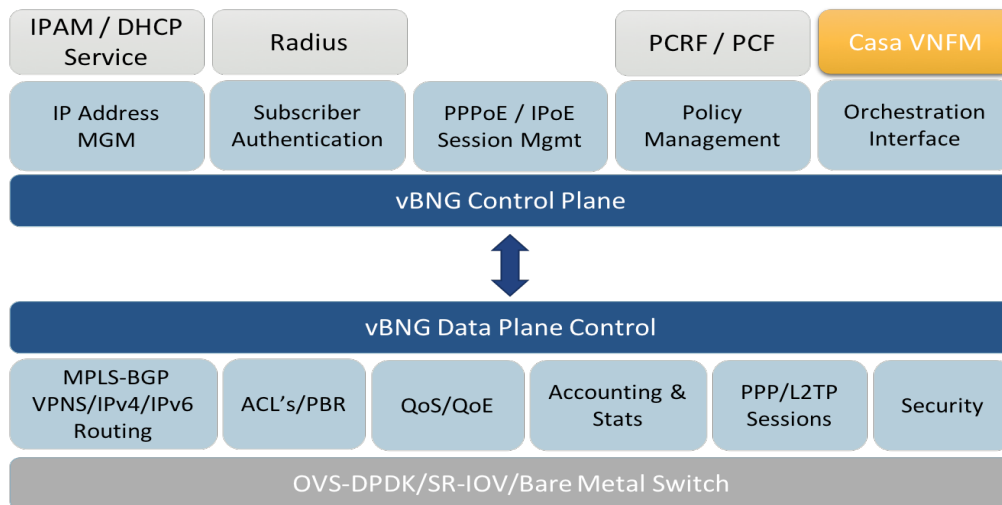 IPAM / DHCP
Service
Radius
PCRF / PCF
Casa VNFM
IP Address
MGM
Subscriber
Authentication
PPPoE / IPoE
Session Mgmt
Policy
Management
Orchestration
Interface
vBNG Control Plane
vBNG Data Plane Control
MPLS-BGP
VPNS/IPv4/IPv6
Routing
ACL's/PBR
QoS/QoE
Accounting &
Stats
PPP/L2TP
Sessions
Security
OVS-DPDK/SR-IOV/Bare Metal Switch